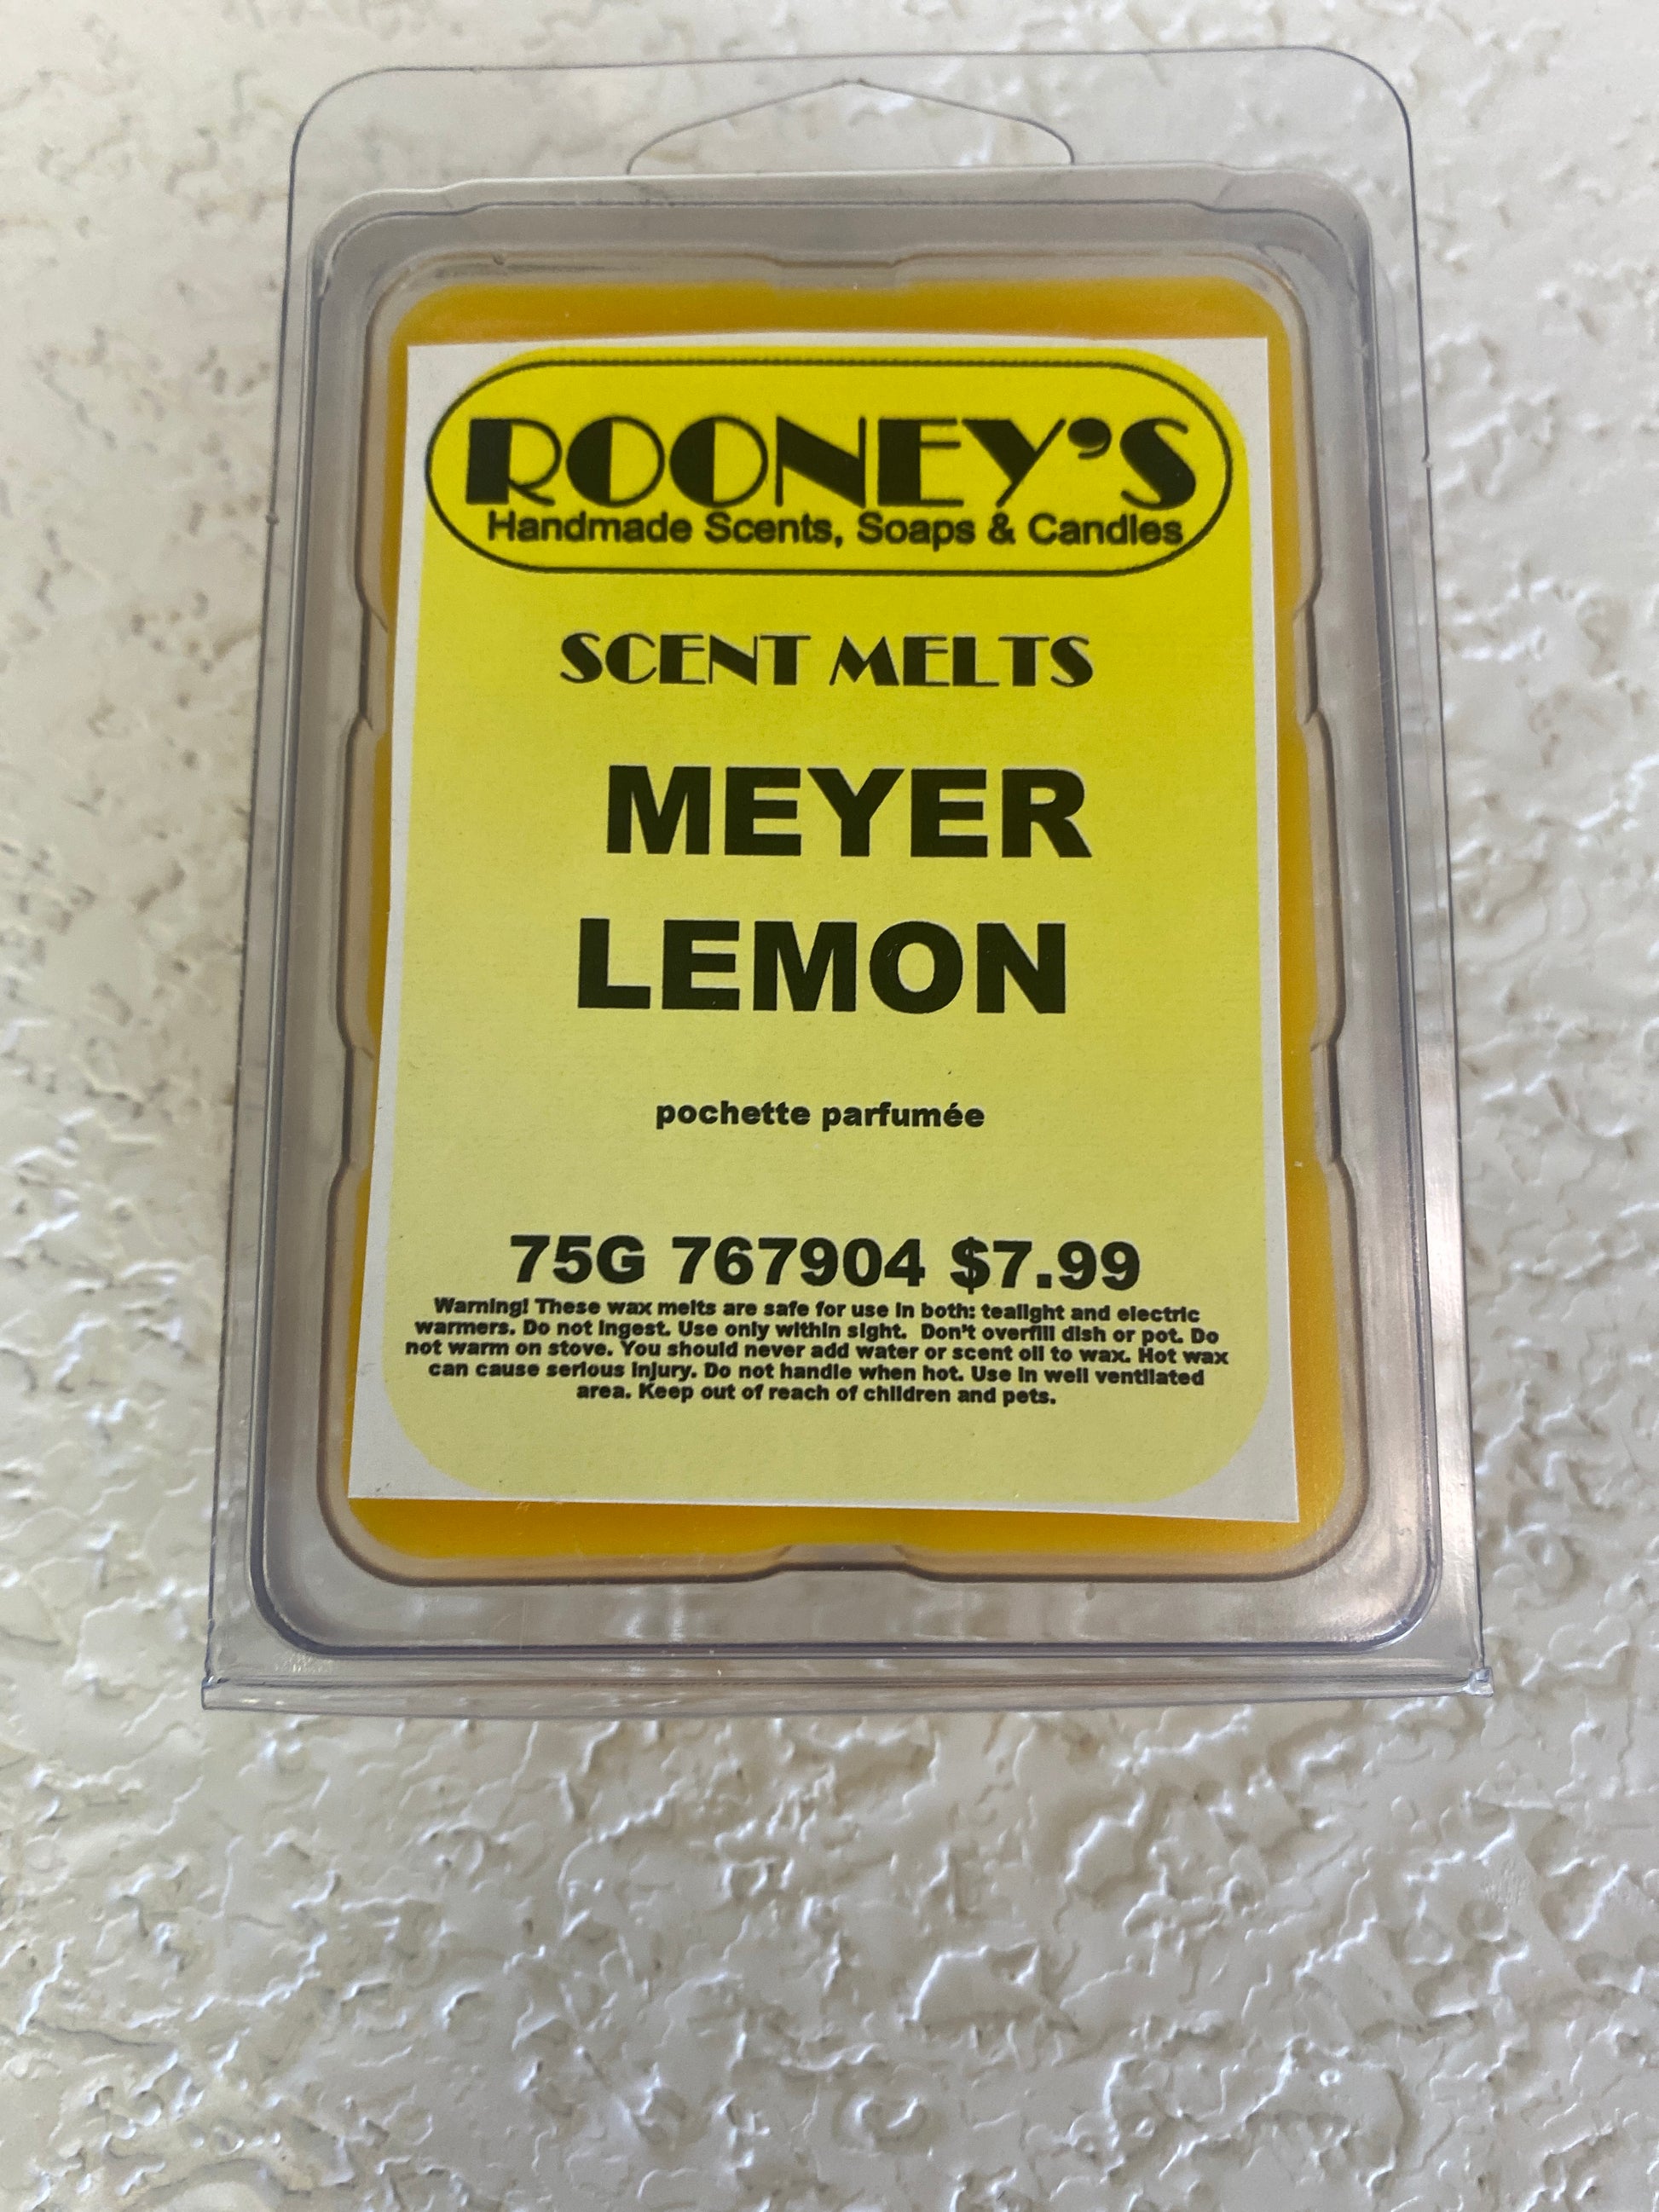 ROONEY'S
Handmade Scents, Soaps & Candles
SCENT MELTS
MEYER
LEMON
pochette parfumée
75G 767904 $7.99
Warning! These wax melts are safe for use in both: tealight and electric
warmers. Do not ingest. Use only within sight. Don't overfill dish or pot. Do
not warm on stove. You should never add water or scent oil to wax. Hot wax
can cause serious injury. Do not handle when hot. Use in well ventilated
area. Keep out of reach of children and pets.